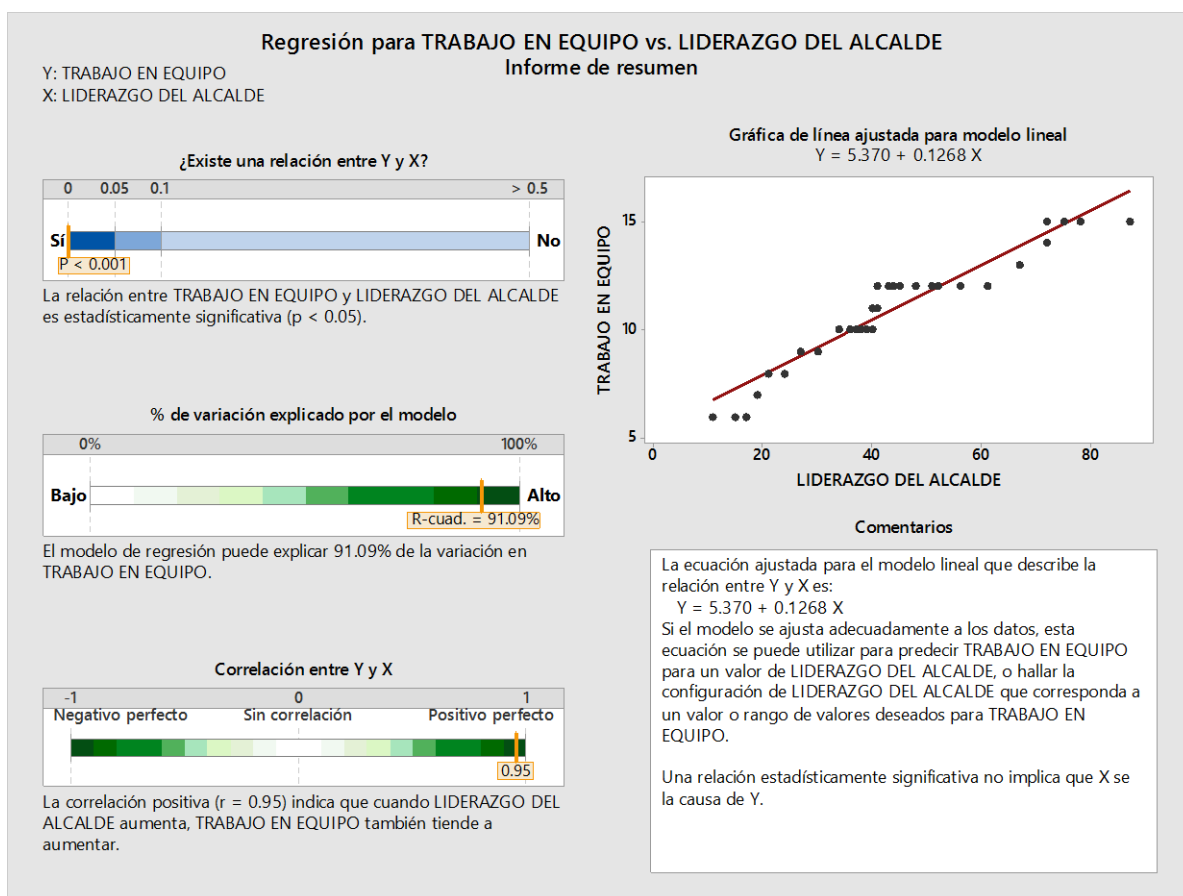 Regresión para TRABAJO EN EQUIPO vs. LIDERAZGO DEL ALCALDE
Informe de resumen
Y: TRABAJO EN EQUIPO
X: LIDERAZGO DEL ALCALDE
¿Existe una relación entre Y y X?
0 0.05 0.1 > 0.5
Sí No
P < 0.001
La relación entre TRABAJO EN EQUIPO y LIDERAZGO DEL ALCALDE
es estadísticamente significativa (p < 0.05).
% de variación explicado por el modelo
0% 100%
Bajo Alto
R-cuad. = 91.09%
El modelo de regresión puede explicar 91.09% de la variación en
TRABAJO EN EQUIPO.
Correlación entre Y y X
-1 0 1
Negativo perfecto Sin correlación Positivo perfecto
0.95
La correlación positiva (r = 0.95) indica que cuando LIDERAZGO DEL
ALCALDE aumenta, TRABAJO EN EQUIPO también tiende a
aumentar.
Gráfica de línea ajustada para modelo lineal
Y = 5.370 + 0.1268 X
TRABAJO EN EQUIPO
15
10
5
0 20 40 60 80
LIDERAZGO DEL ALCALDE
Comentarios
La ecuación ajustada para el modelo lineal que describe la
relación entre Y y X es:
Y = 5.370 + 0.1268 X
Si el modelo se ajusta adecuadamente a los datos, esta
ecuación se puede utilizar para predecir TRABAJO EN EQUIPO
para un valor de LIDERAZGO DEL ALCALDE, o hallar la
configuración de LIDERAZGO DEL ALCALDE que corresponda a
un valor o rango de valores deseados para TRABAJO EN
EQUIPO.
Una relación estadísticamente significativa no implica que X se
la causa de Y.